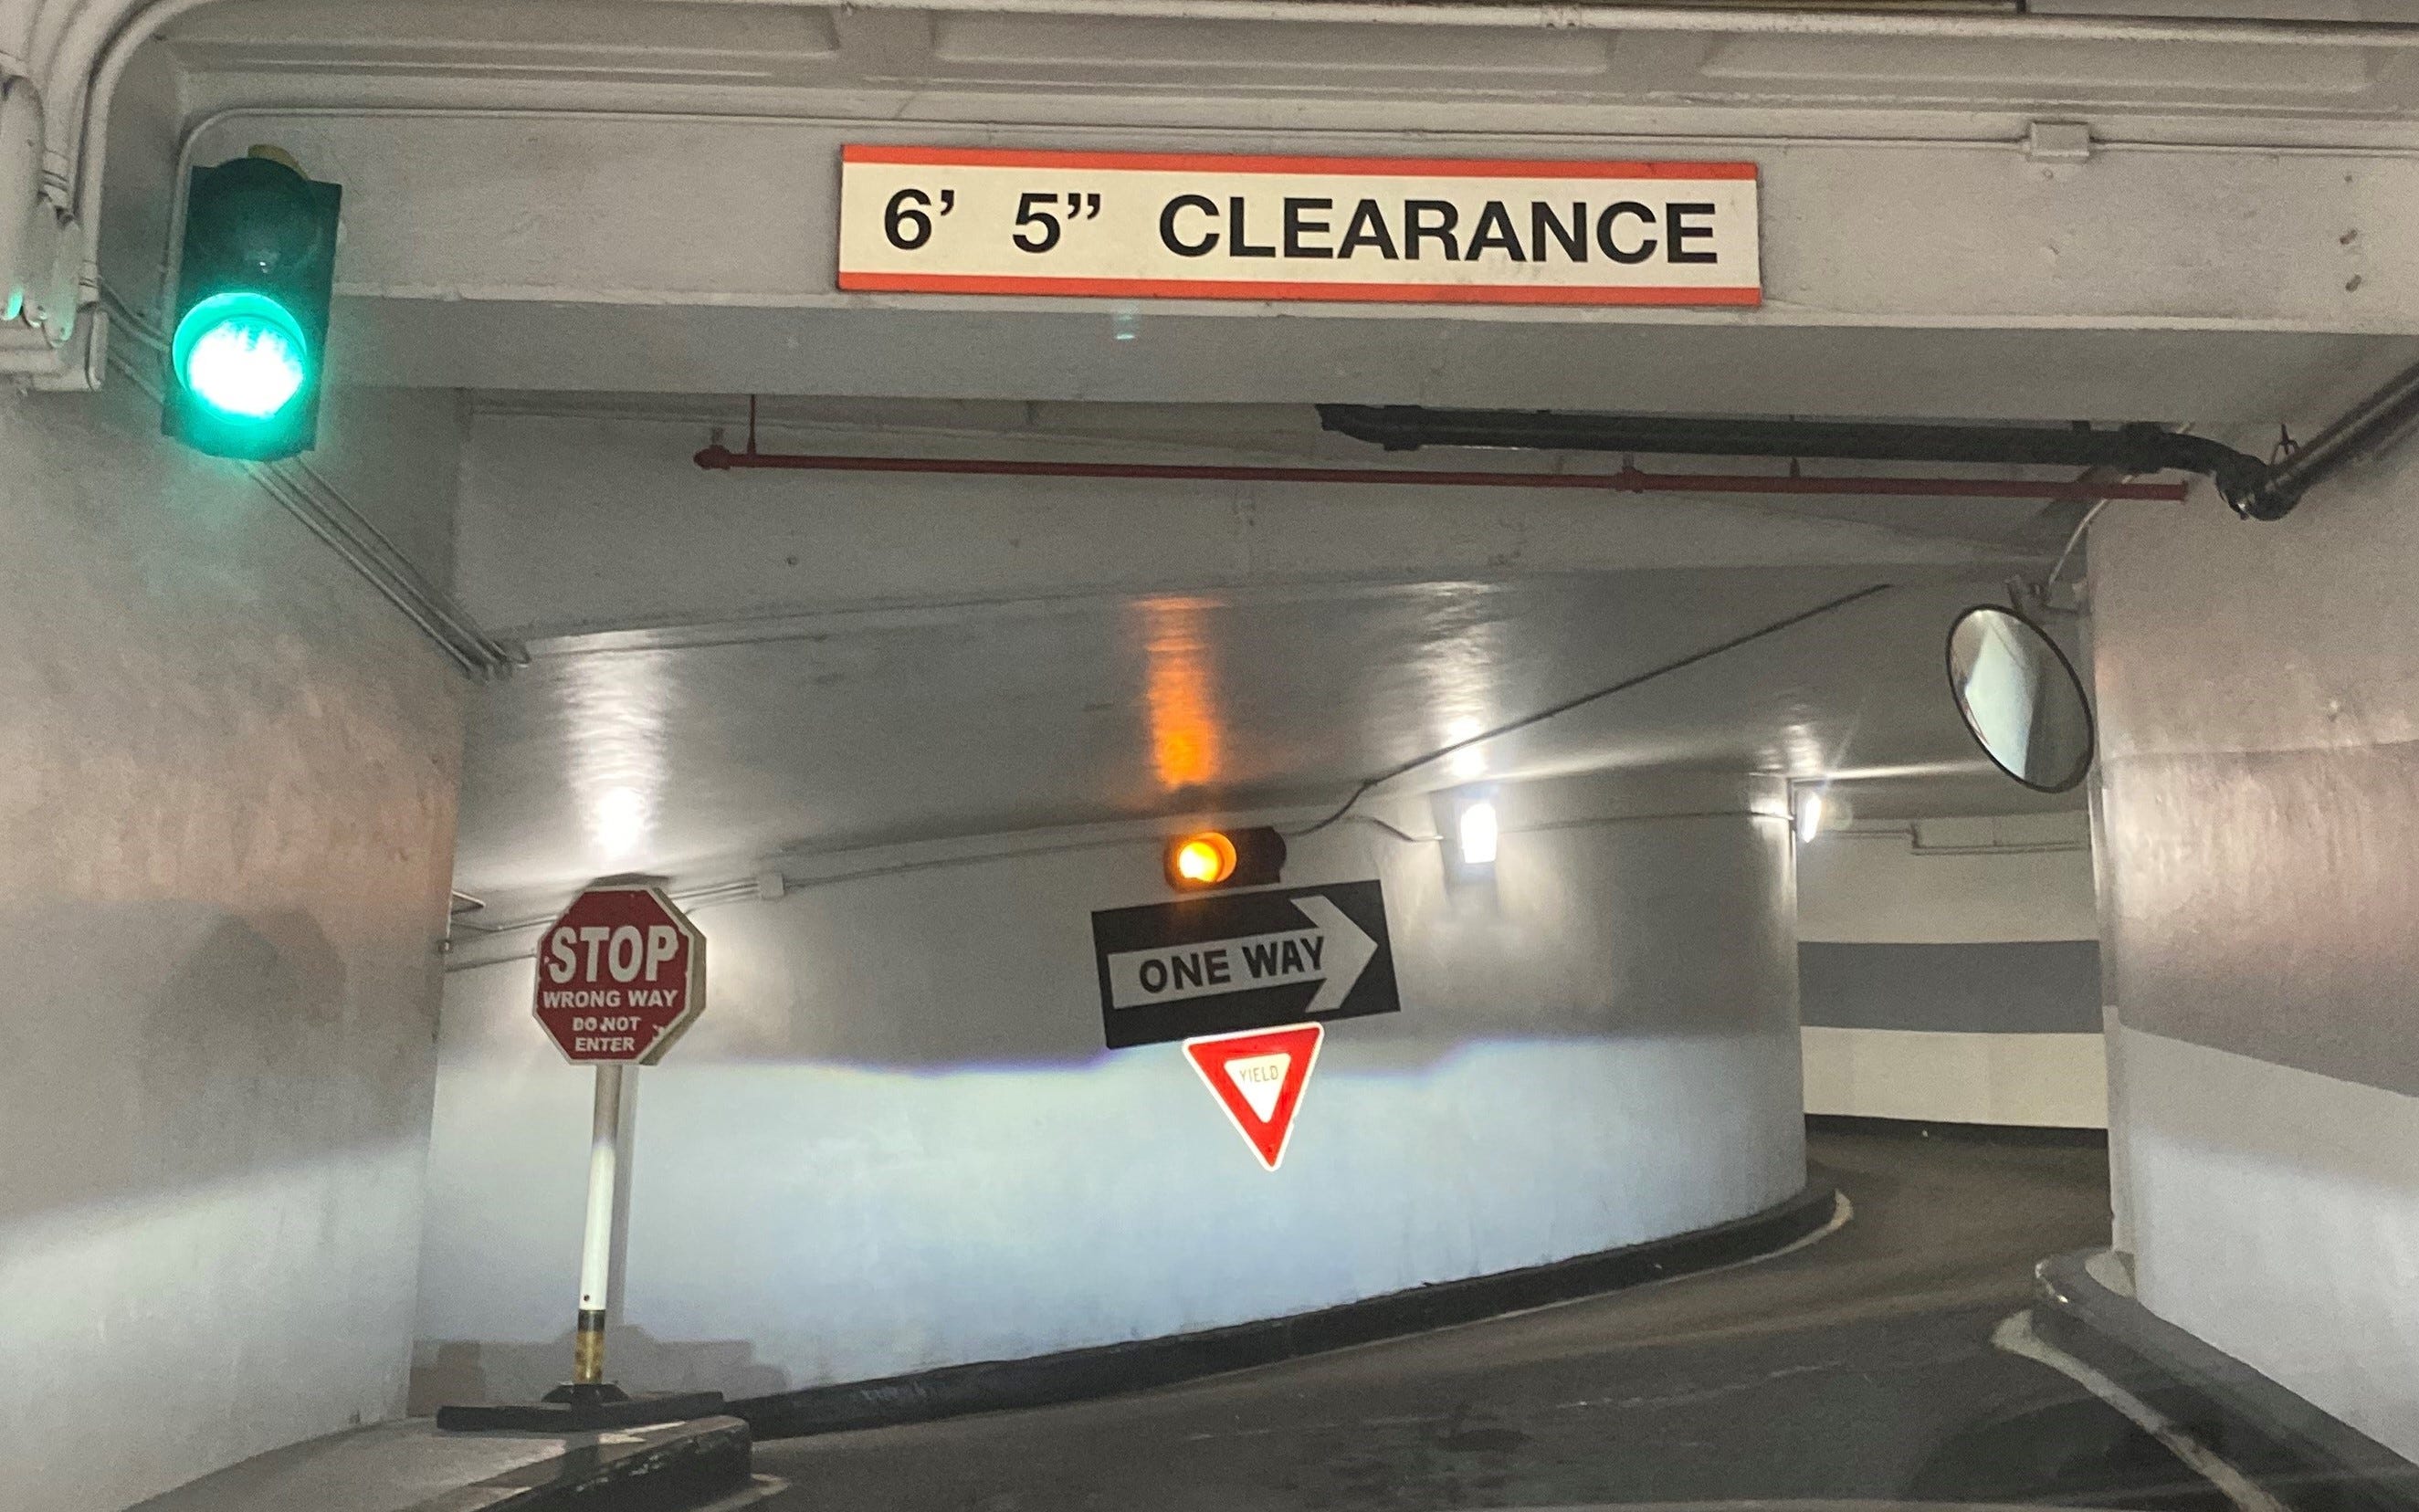 6’ 5” CLEARANCE
STOP
WRONG WAY
DO NOT
ENTER
ONE WAY
YIELD